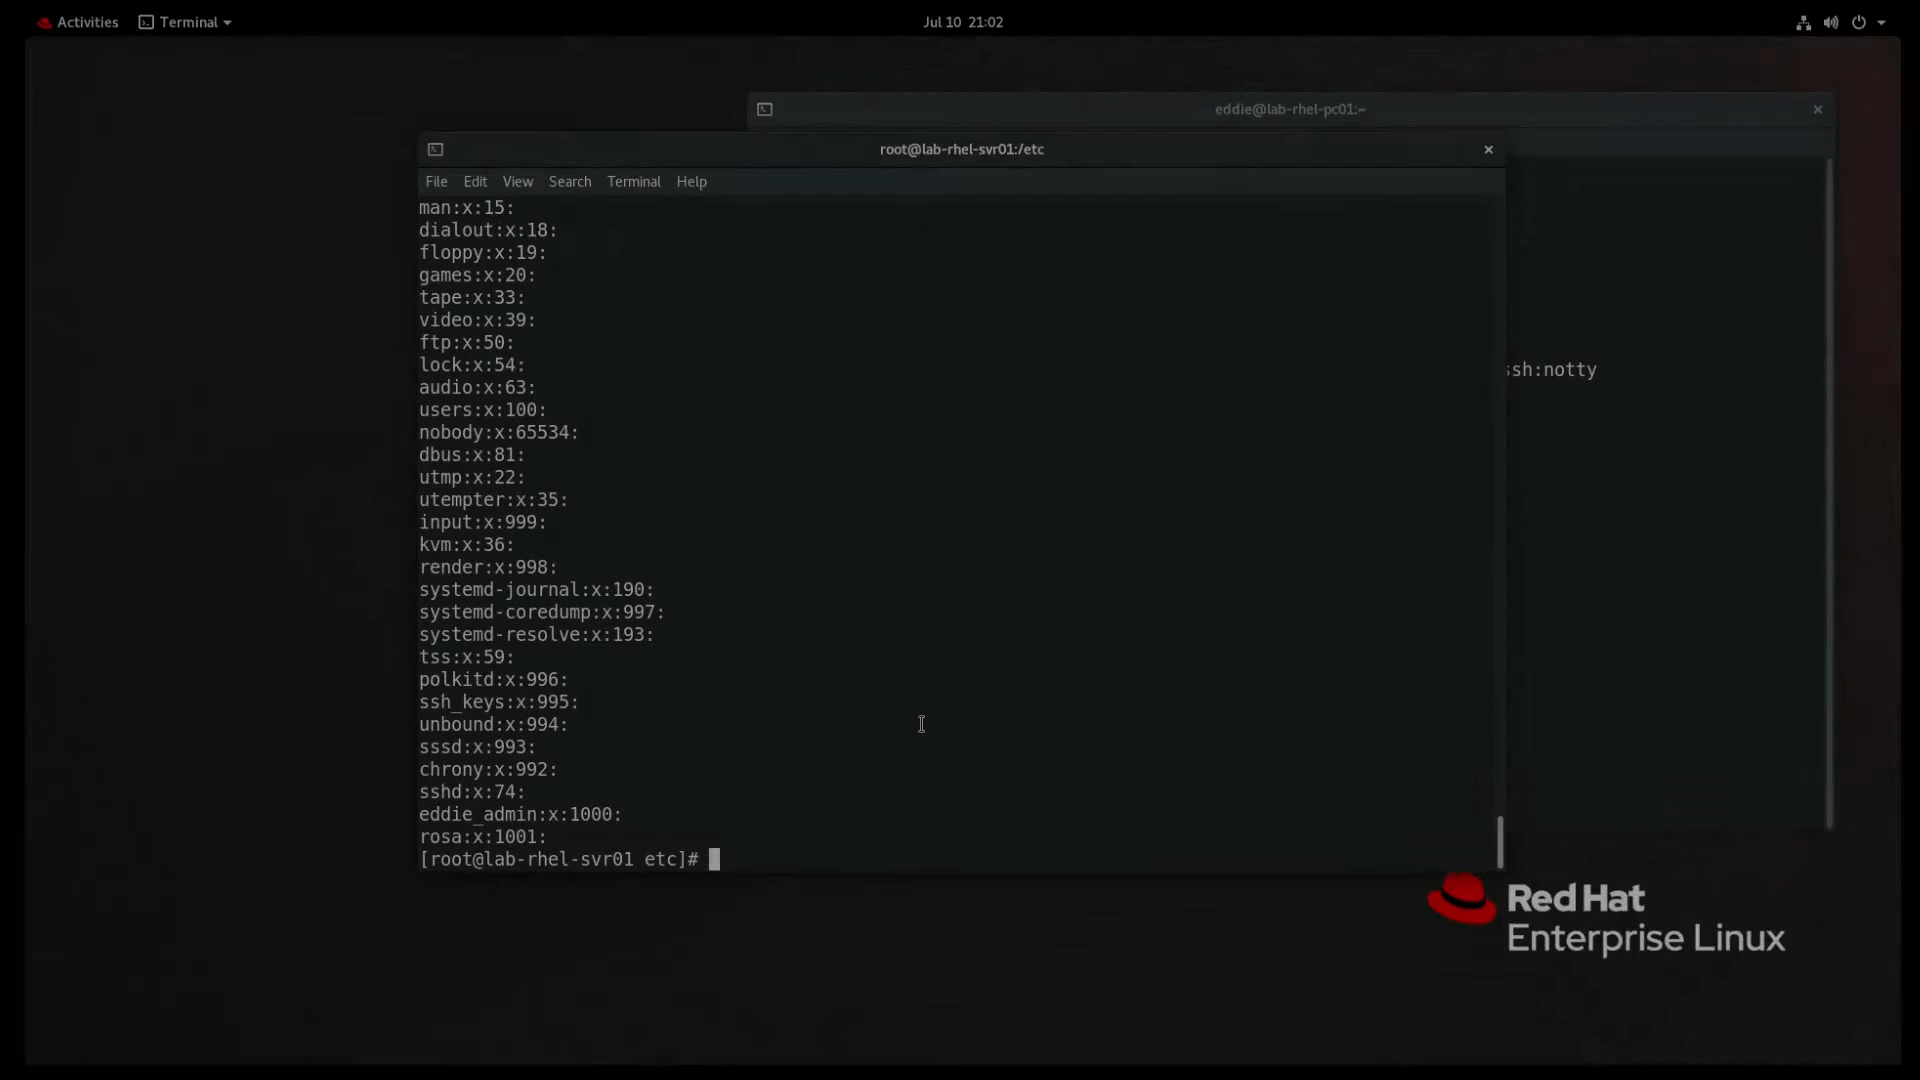 Activities
Terminal
Jul 10 21:02
eddie@lab-rhel-pc01:~
root@lab-rhel-svr01:/etc
File Edit View Search Terminal Help
man:x:15:
dialout:x:18:
floppy:x:19:
games:x:20:
tape:x:33:
video:x:39:
ftp:x:50:
lock:x:54:
ssh:notty
audio:x:63:
users:x:100:
nobody:x:65534:
dbus:x:81:
utmp:x:22:
utempter:x:35:
input:x:999:
kvm:x:36:
render:x:998:
systemd-journal:x:190:
systemd-coredump:x:997:
systemd-resolve:x:193:
tss:x:59:
polkitd:x:996:
ssh_keys:x:995:
unbound:x:994:
sssd:x:993:
chrony:x:992:
sshd:x:74:
eddie_admin:x:1000:
rosa:x:1001:
[root@lab-rhel-svr01 etc]#
Red Hat
Enterprise Linux